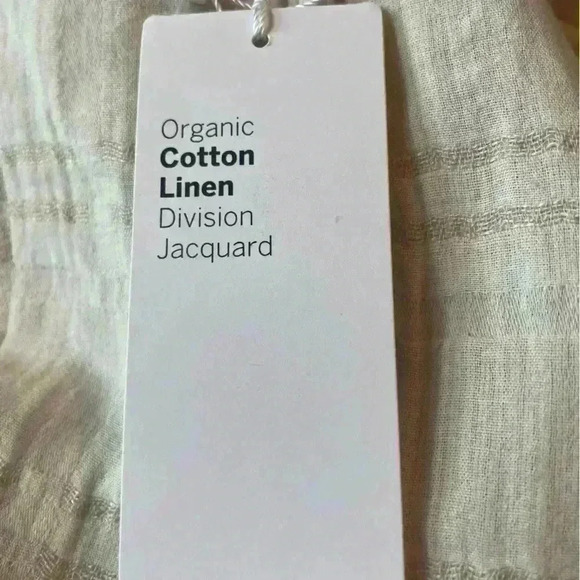 Organic
Cotton
Linen
Division
Jacquard